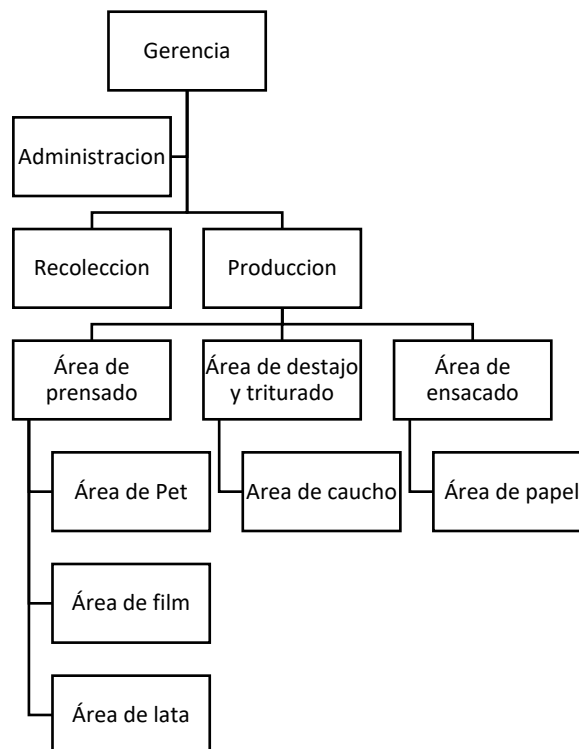 Gerencia
Administracion
Recoleccion
Produccion
Área de
prensado
Área de destajo
y triturado
Área de
ensacado
Área de Pet
Area de caucho
Área de papel
Área de film
Área de lata